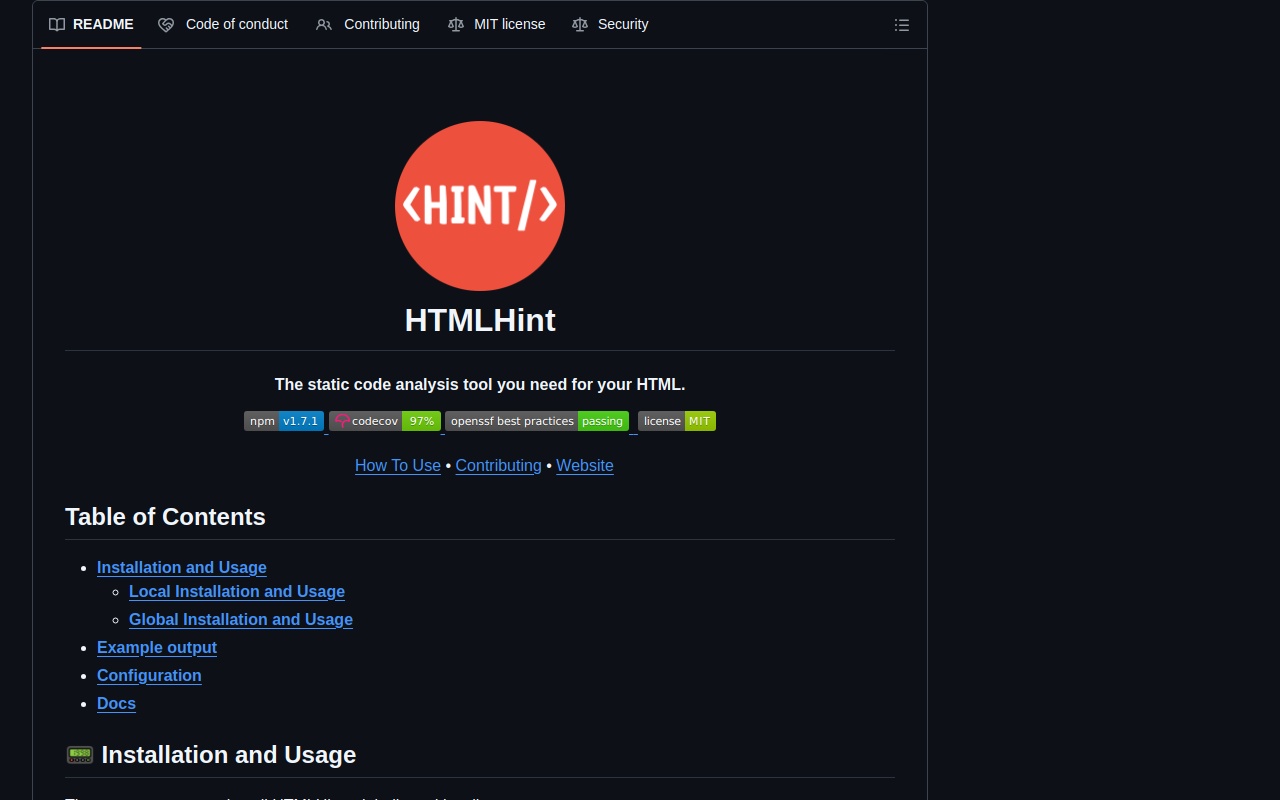 README Code of conduct Contributing MIT license Security
<HINT/>
HTMLHint
The static code analysis tool you need for your HTML.
npm v1.7.1 codecov 97% openssf best practices passing license MIT
How To Use • Contributing • Website
Table of Contents
Installation and Usage
Local Installation and Usage
Global Installation and Usage
Example output
Configuration
Docs
Installation and Usage